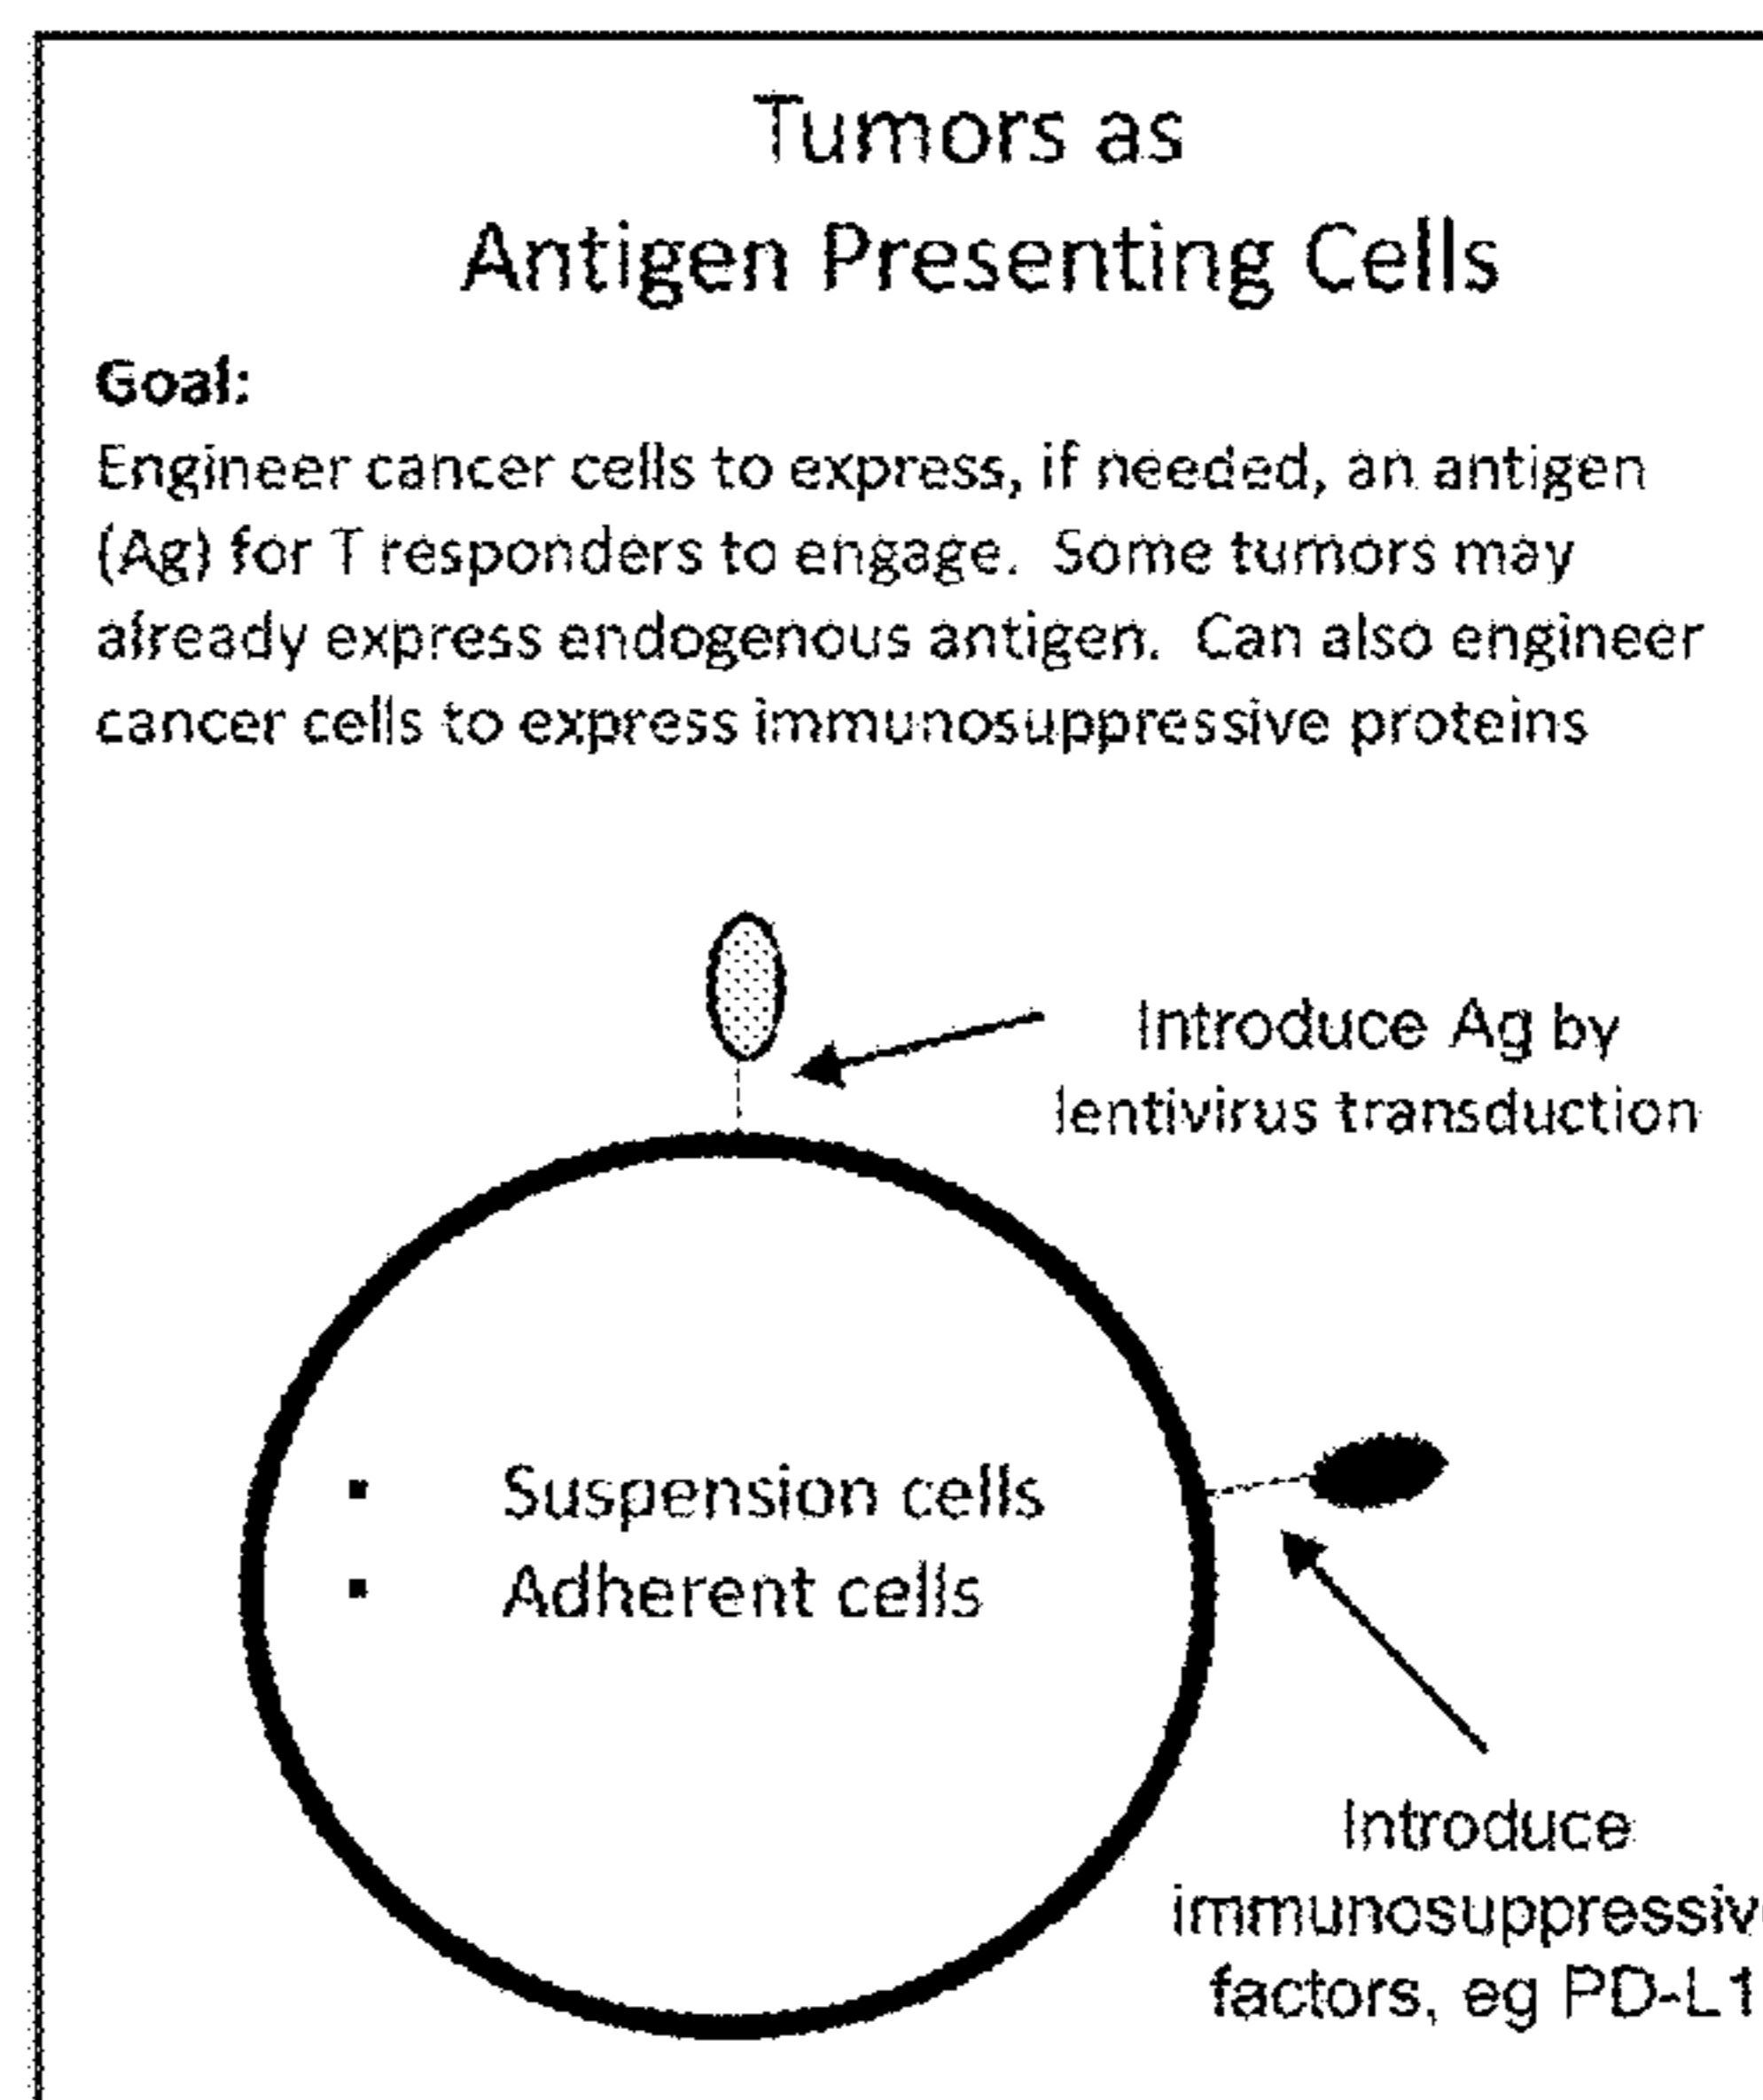 Tumors as
Antigen Presenting Cells
Goal:
Engineer cancer cells to express, if needed, an antigen
(Ag) for T responders to engage. Some tumors may
already express endogenous antigen. Can also engineer
cancer cells to express immunosuppressive proteins
Introduce Ag by
lentivirus transduction
▪ Suspension cells
▪ Adherent cells
Introduce
immunosuppressiv
factors, eg PD-L1